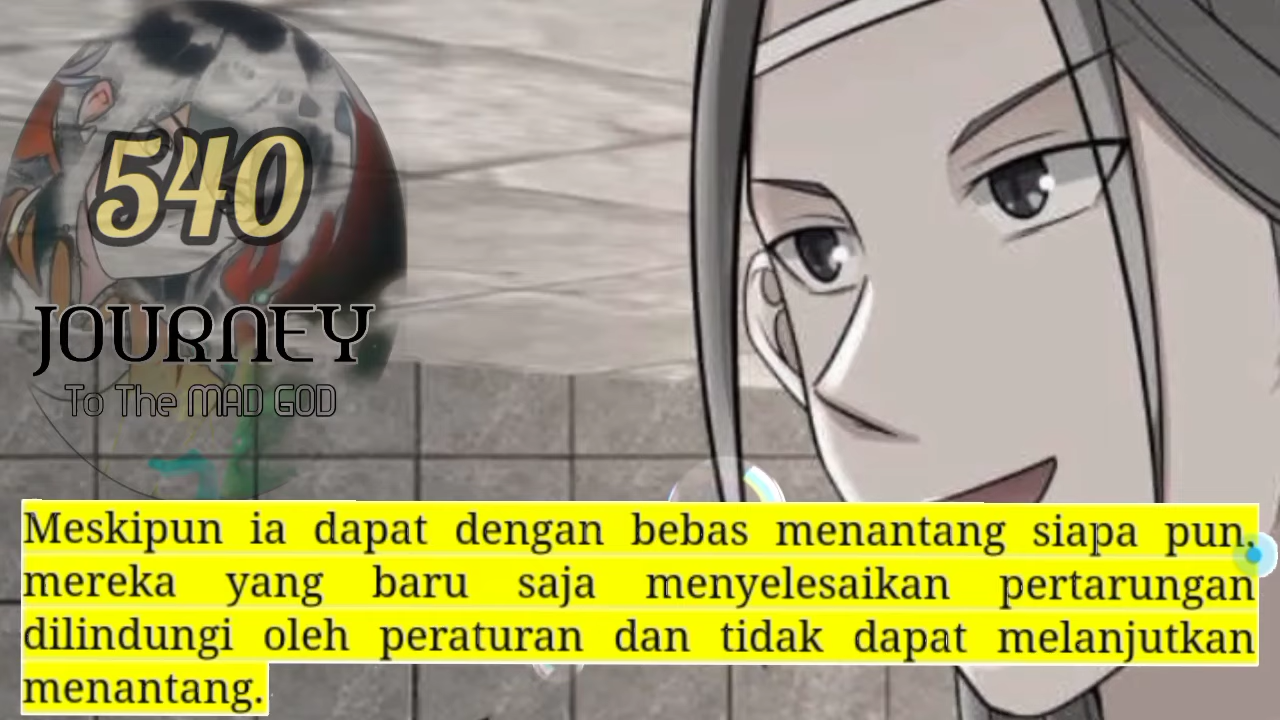 540
JOURNEY
To The MAD GOD
Meskipun ia dapat dengan bebas menantang siapa pun,
mereka yang baru saja menyelesaikan pertarungan
dilindungi oleh peraturan dan tidak dapat melanjutkan
menantang.